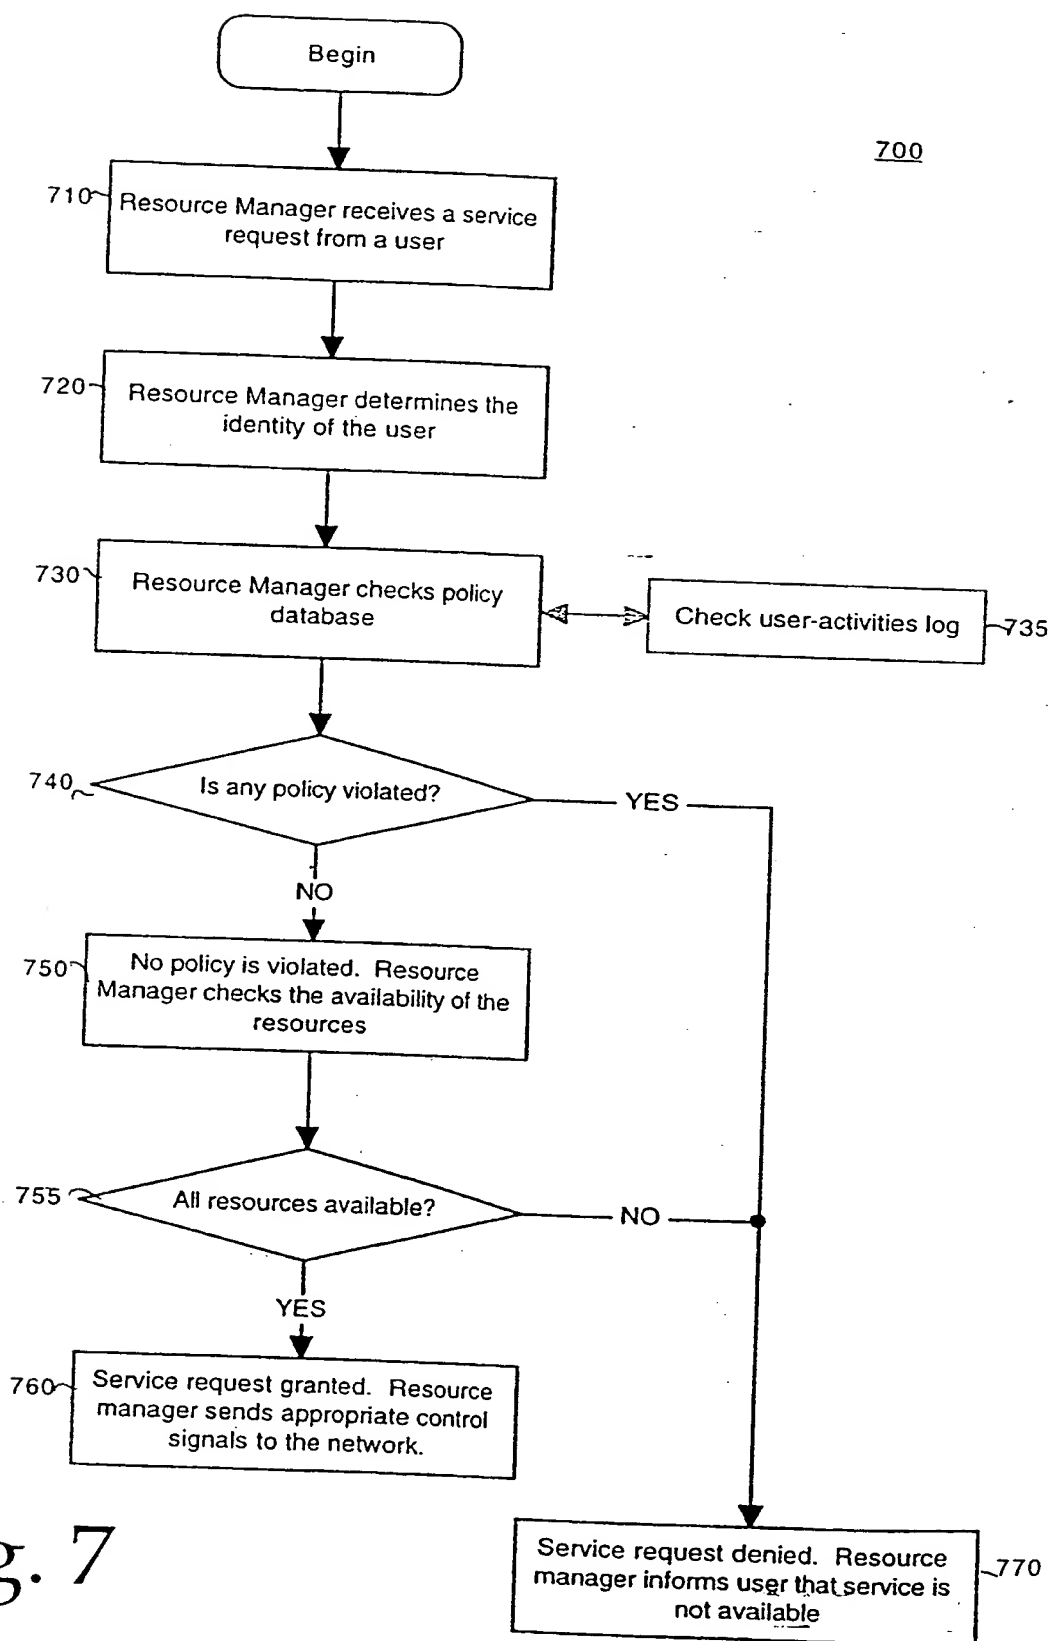 Begin
700
710
Resource Manager receives a service
request from a user
720
Resource Manager determines the
identity of the user
730
Resource Manager checks policy
database
Check user-activities log
735
740
Is any policy violated?
YES
NO
750
No policy is violated. Resource
Manager checks the availability of the
resources
755
All resources available?
NO
YES
760
Service request granted. Resource
manager sends appropriate control
signals to the network.
g. 7
Service request denied. Resource
manager informs user that service is
not available
770